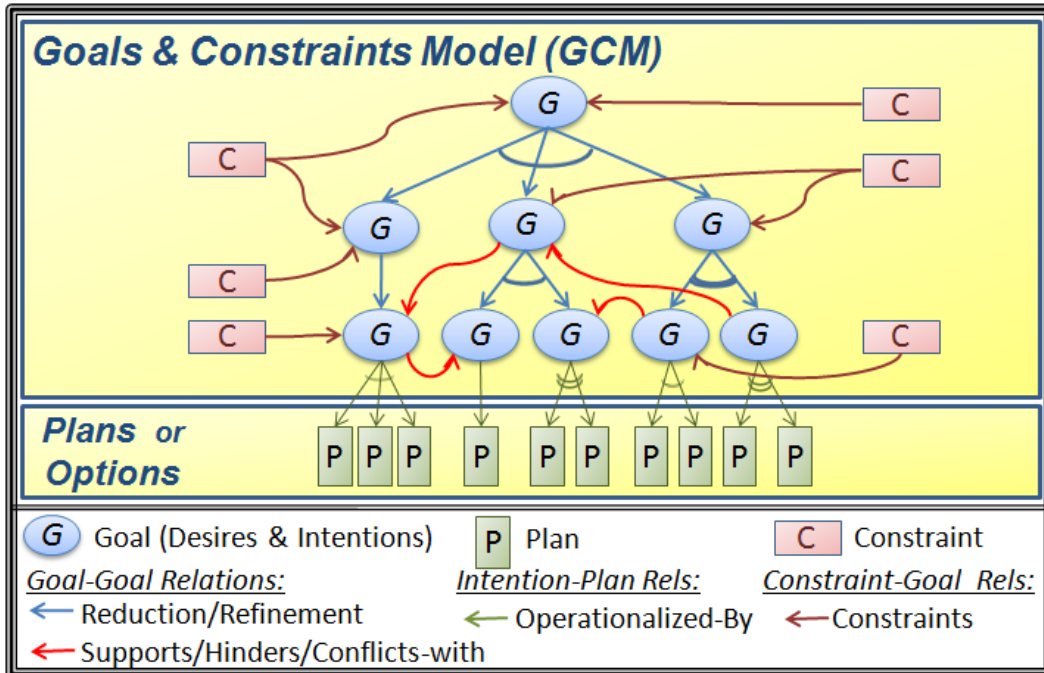 Goals & Constraints Model (GCM)
G
C
C
C
G
G
G
C
C
G
G
G
G
G
C
Plans or
Options
P P P P P P P P P P
G Goal (Desires & Intentions) P Plan C Constraint
Goal-Goal Relations: Intention-Plan Rels: Constraint-Goal Rels:
Reduction/Refinement Operationalized-By Constraints
Supports/Hinders/Conflicts-with